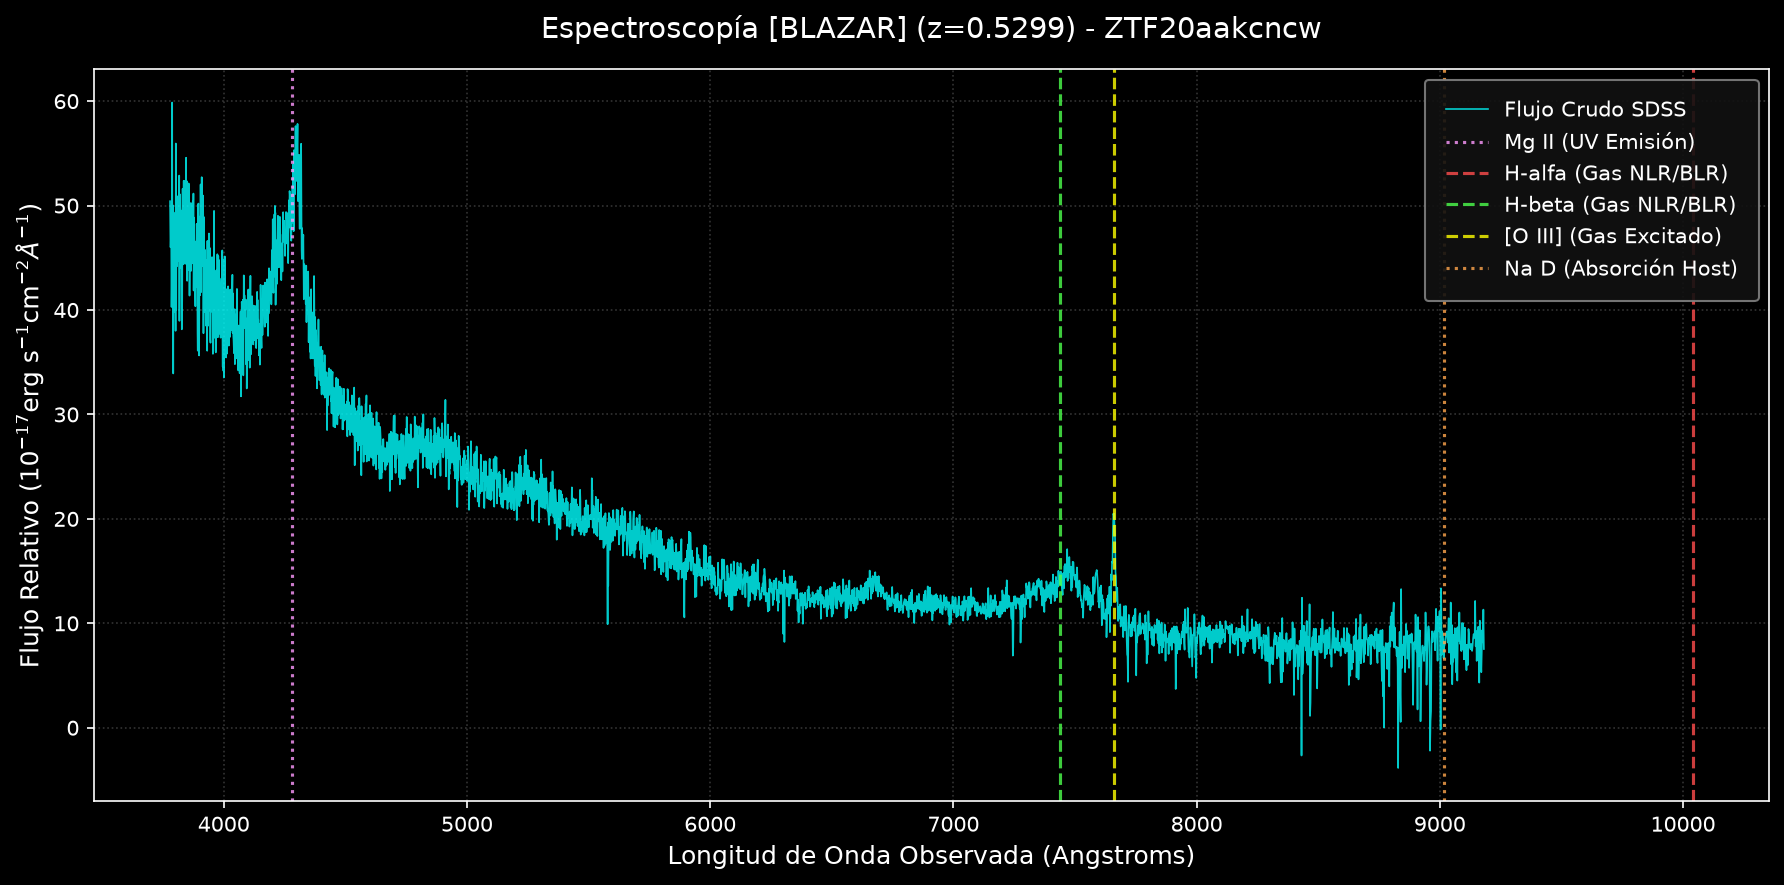 Espectroscopía [BLAZAR] (z=0.5299) - ZTF20aakcncw
Flujo Crudo SDSS
Mg II (UV Emisión)
H-alfa (Gas NLR/BLR)
H-beta (Gas NLR/BLR)
[O III] (Gas Excitado)
Na D (Absorción Host)
Flujo Relativo (10⁻¹⁷erg s⁻¹cm⁻²Å⁻¹)
60
50
40
30
20
10
0
4000 5000 6000 7000 8000 9000 10000
Longitud de Onda Observada (Angstroms)